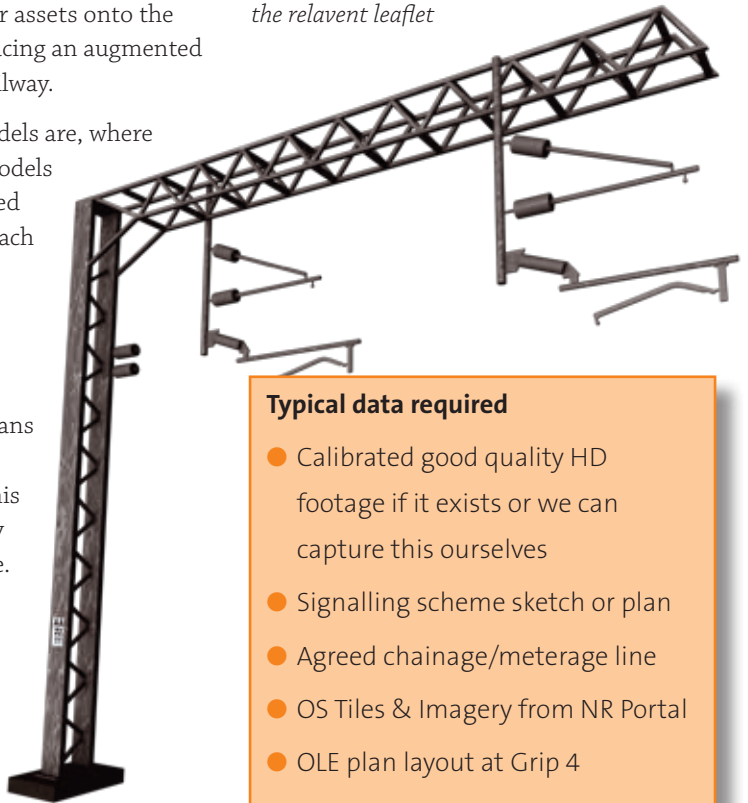 r assets onto the
cing an augmented
lway.
dels are, where
odels
ed
ach
ans
nis
y
e.
the relavent leaflet
Typical data required
● Calibrated good quality HD
footage if it exists or we can
capture this ourselves
● Signalling scheme sketch or plan
● Agreed chainage/meterage line
● OS Tiles & Imagery from NR Portal
● OLE plan layout at Grip 4